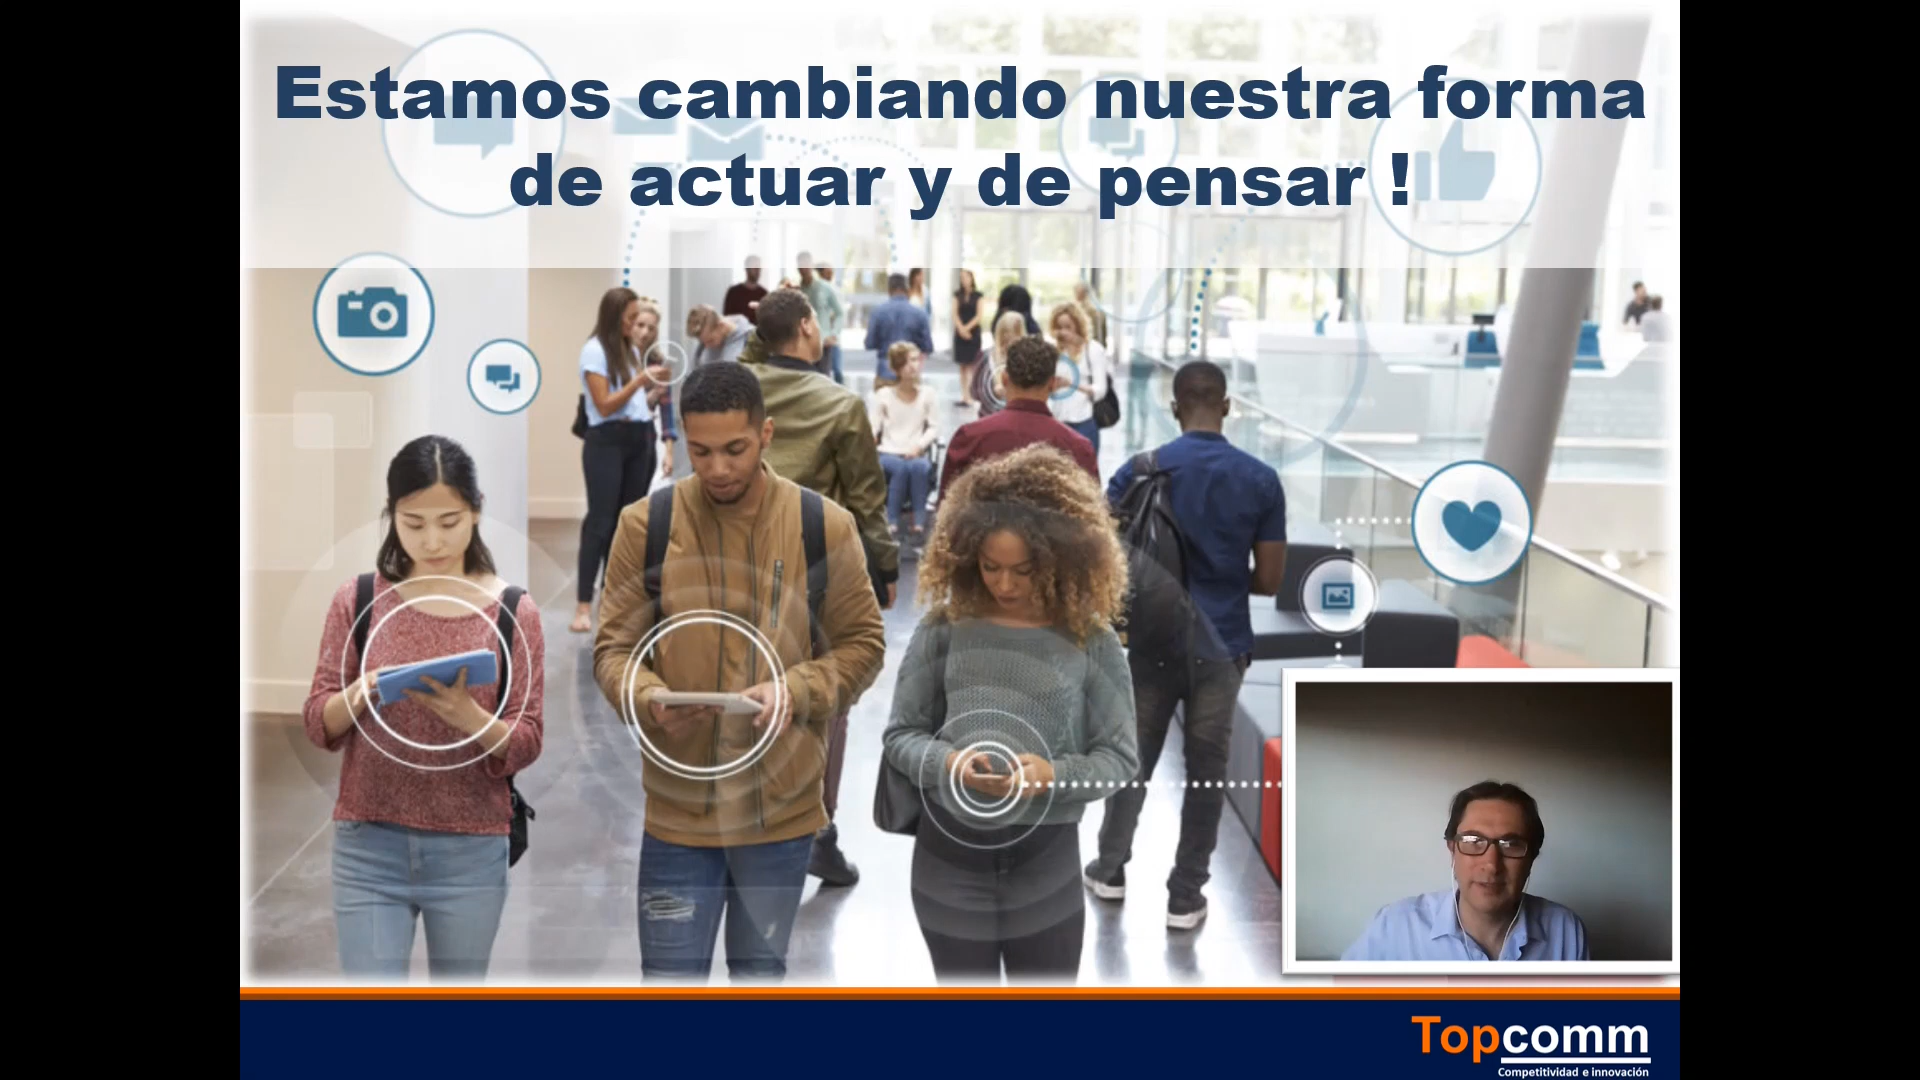 Estamos cambiando nuestra forma
de actuar y de pensar !
Topcomm
Competitividad e innovación